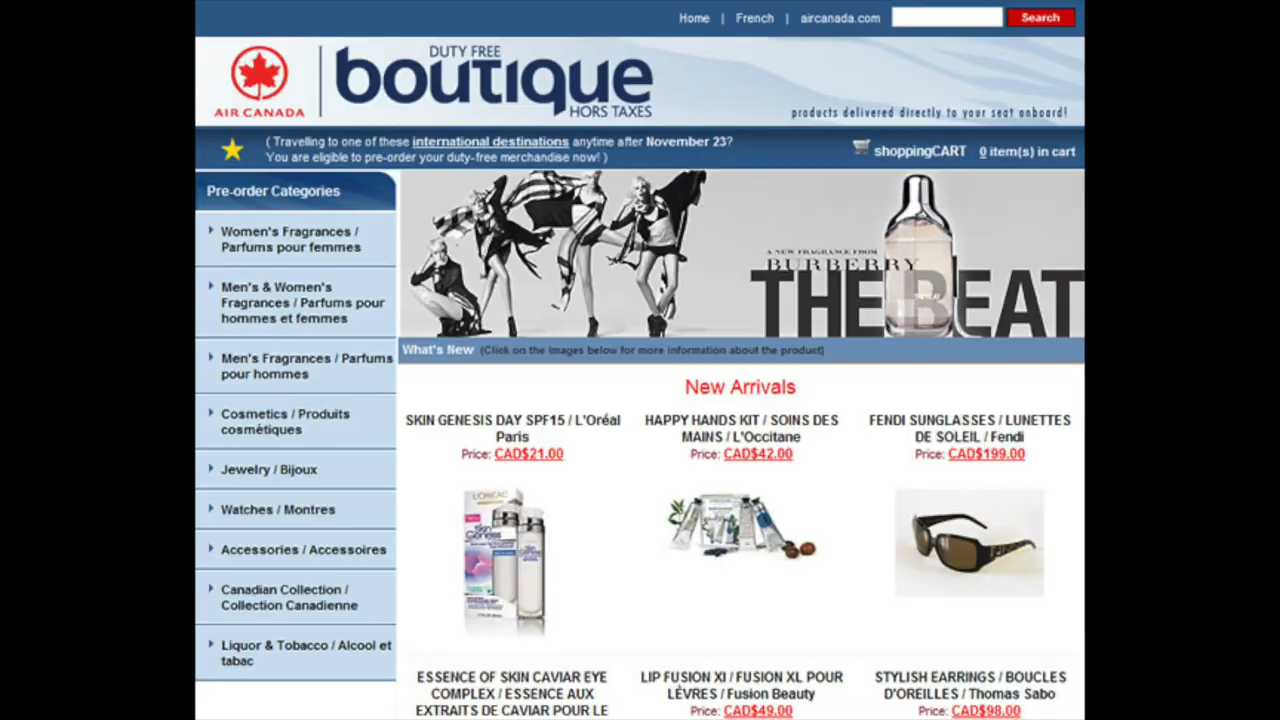 Home | French | aircanada.com Search
AIR CANADA
DUTY FREE
boutique
HORS TAXES
products delivered directly to your seat onboard!
( Travelling to one of these international destinations anytime after November 23?
You are eligible to pre-order your duty-free merchandise now! )
shoppingCART 0 item(s) in cart
Pre-order Categories
Women's Fragrances /
Parfums pour femmes
Men's & Women's
Fragrances / Parfums pour
hommes et femmes
Men's Fragrances / Parfums
pour hommes
Cosmetics / Produits
cosmétiques
Jewelry / Bijoux
Watches / Montres
Accessories / Accessoires
Canadian Collection /
Collection Canadienne
Liquor & Tobacco / Alcool et
tabac
A NEW FRAGRANCE FROM
BURBERRY
THE BEAT
What's New (Click on the images below for more information about the product)
New Arrivals
SKIN GENESIS DAY SPF15 / L'Oréal
Paris
Price: CAD$21.00
HAPPY HANDS KIT / SOINS DES
MAINS / L'Occitane
Price: CAD$42.00
FENDI SUNGLASSES / LUNETTES
DE SOLEIL / Fendi
Price: CAD$199.00
L'ORÉAL
Skin
Genesis
ESSENCE OF SKIN CAVIAR EYE
COMPLEX / ESSENCE AUX
EXTRAITS DE CAVIAR POUR LE
LIP FUSION XI / FUSION XL POUR
LÈVRES / Fusion Beauty
Price: CAD$49.00
STYLISH EARRINGS / BOUCLES
D'OREILLES / Thomas Sabo
Price: CAD$98.00